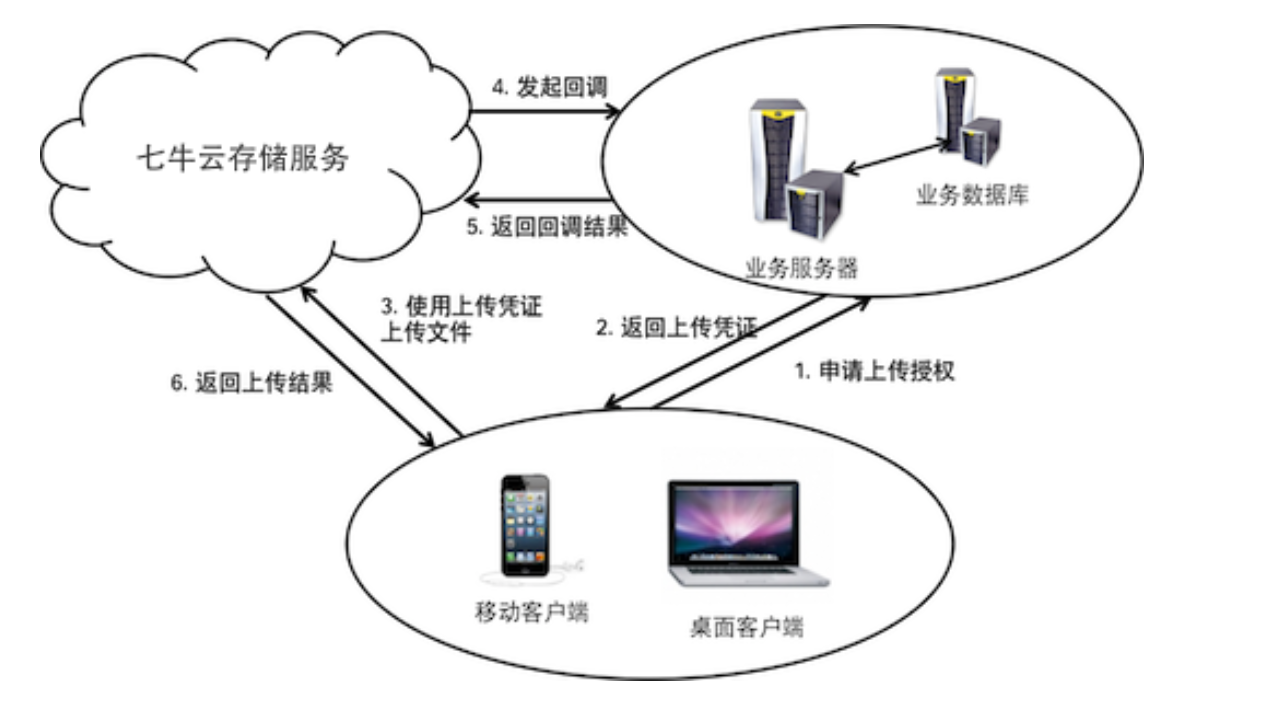 4. 发起回调
七牛云存储服务
业务数据库
5. 返回回调结果
业务服务器
3. 使用上传凭证
上传文件
2. 返回上传凭证
1. 申请上传授权
6. 返回上传结果
移动客户端
桌面客户端